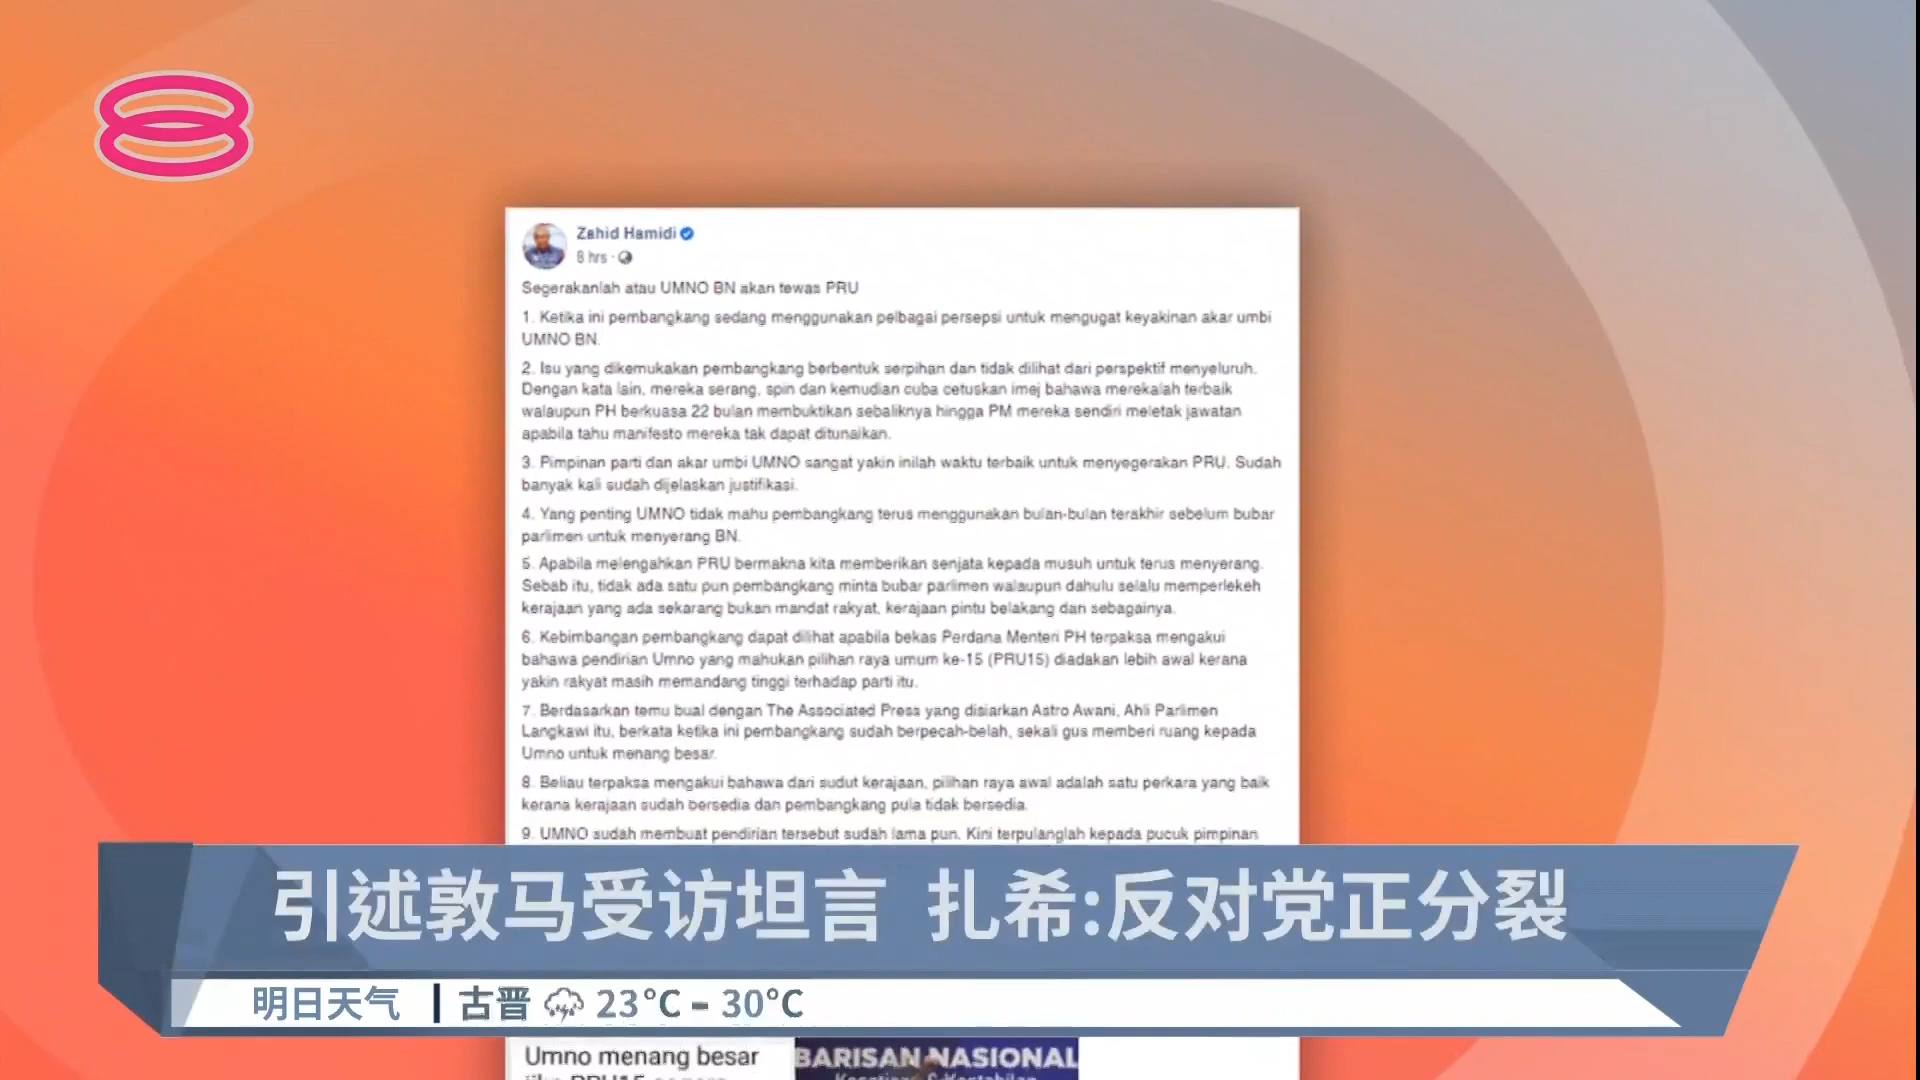 Zahid Hamidi
8 hrs ·
Segerakanlah atau UMNO BN akan tewas PRU
1. Ketika ini pembangkang sedang menggunakan pelbagai persepsi untuk mengugat keyakinan akar umbi
UMNO BN.
2. Isu yang dikemukakan pembangkang berbentuk serpihan dan tidak dilihat dari perspektif menyeluruh.
Dengan kata lain, mereka serang, spin dan kemudian cuba cetuskan imej bahawa merekalah terbaik
walaupun PH berkuasa 22 bulan membuktikan sebaliknya hingga PM mereka sendiri meletak jawatan
apabila tahu manifesto mereka tak dapat ditunaikan.
3. Pimpinan parti dan akar umbi UMNO sangat yakin inilah waktu terbaik untuk menyegerakan PRU. Sudah
banyak kali sudah dijelaskan justifikasi.
4. Yang penting UMNO tidak mahu pembangkang terus menggunakan bulan-bulan terakhir sebelum bubar
parlimen untuk menyerang BN.
5. Apabila melengahkan PRU bermakna kita memberikan senjata kepada musuh untuk terus menyerang.
Sebab itu, tidak ada satu pun pembangkang minta bubar parlimen walaupun dahulu selalu memperlekeh
kerajaan yang ada sekarang bukan mandat rakyat, kerajaan pintu belakang dan sebagainya.
6. Kebimbangan pembangkang dapat dilihat apabila bekas Perdana Menteri PH terpaksa mengakui
bahawa pendirian Umno yang mahukan pilihan raya umum ke-15 (PRU15) diadakan lebih awal kerana
yakin rakyat masih memandang tinggi terhadap parti itu.
7. Berdasarkan temu bual dengan The Associated Press yang disiarkan Astro Awani, Ahli Parlimen
Langkawi itu, berkata ketika ini pembangkang sudah berpecah-belah, sekali gus memberi ruang kepada
Umno untuk menang besar.
8. Beliau terpaksa mengakui bahawa dari sudut kerajaan, pilihan raya awal adalah satu perkara yang baik
kerana kerajaan sudah bersedia dan pembangkang pula tidak bersedia.
9. UMNO sudah membuat pendirian tersebut sudah lama pun. Kini terpulanglah kepada pucuk pimpinan
引述敦马受访坦言 扎希:反对党正分裂
明日天气 古晋 23°C – 30°C
Umno menang besar
BARISAN NASIONAL